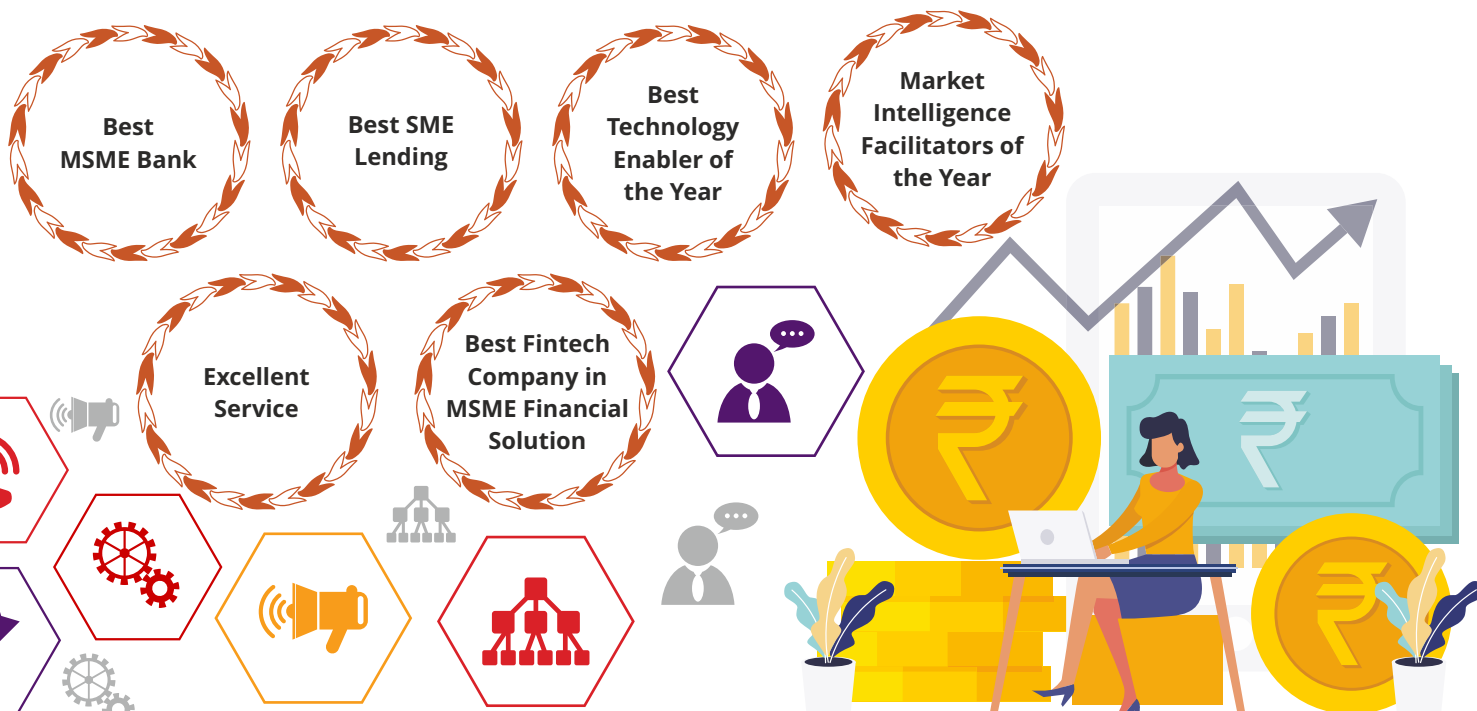 Best
MSME Bank
Best SME
Lending
Best
Technology
Enabler of
the Year
Market
Intelligence
Facilitators of
the Year
Excellent
Service
Best Fintech
Company in
MSME Financial
Solution
₹
₹
₹